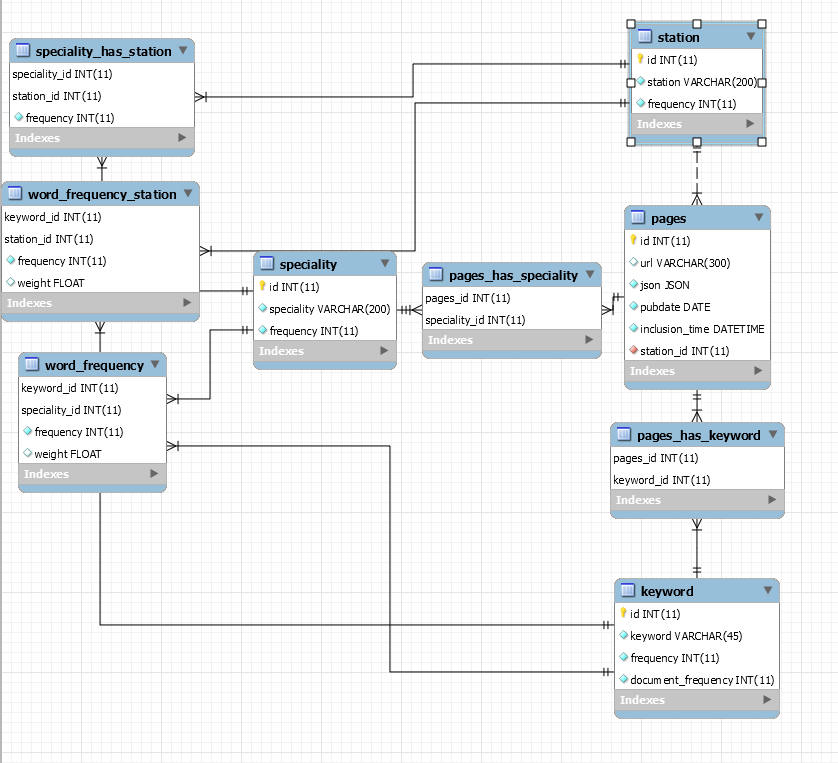 speciality_has_station
speciality_id INT(11)
station_id INT(11)
frequency INT(11)
Indexes
station
id INT(11)
station VARCHAR(200)
frequency INT(11)
Indexes
word_frequency_station
keyword_id INT(11)
station_id INT(11)
frequency INT(11)
weight FLOAT
Indexes
speciality
id INT(11)
speciality VARCHAR(200)
frequency INT(11)
Indexes
pages_has_speciality
pages_id INT(11)
speciality_id INT(11)
Indexes
pages
id INT(11)
url VARCHAR(300)
json JSON
pubdate DATE
inclusion_time DATETIME
station_id INT(11)
Indexes
word_frequency
keyword_id INT(11)
speciality_id INT(11)
frequency INT(11)
weight FLOAT
Indexes
pages_has_keyword
pages_id INT(11)
keyword_id INT(11)
Indexes
keyword
id INT(11)
keyword VARCHAR(45)
frequency INT(11)
document_frequency INT(11)
Indexes